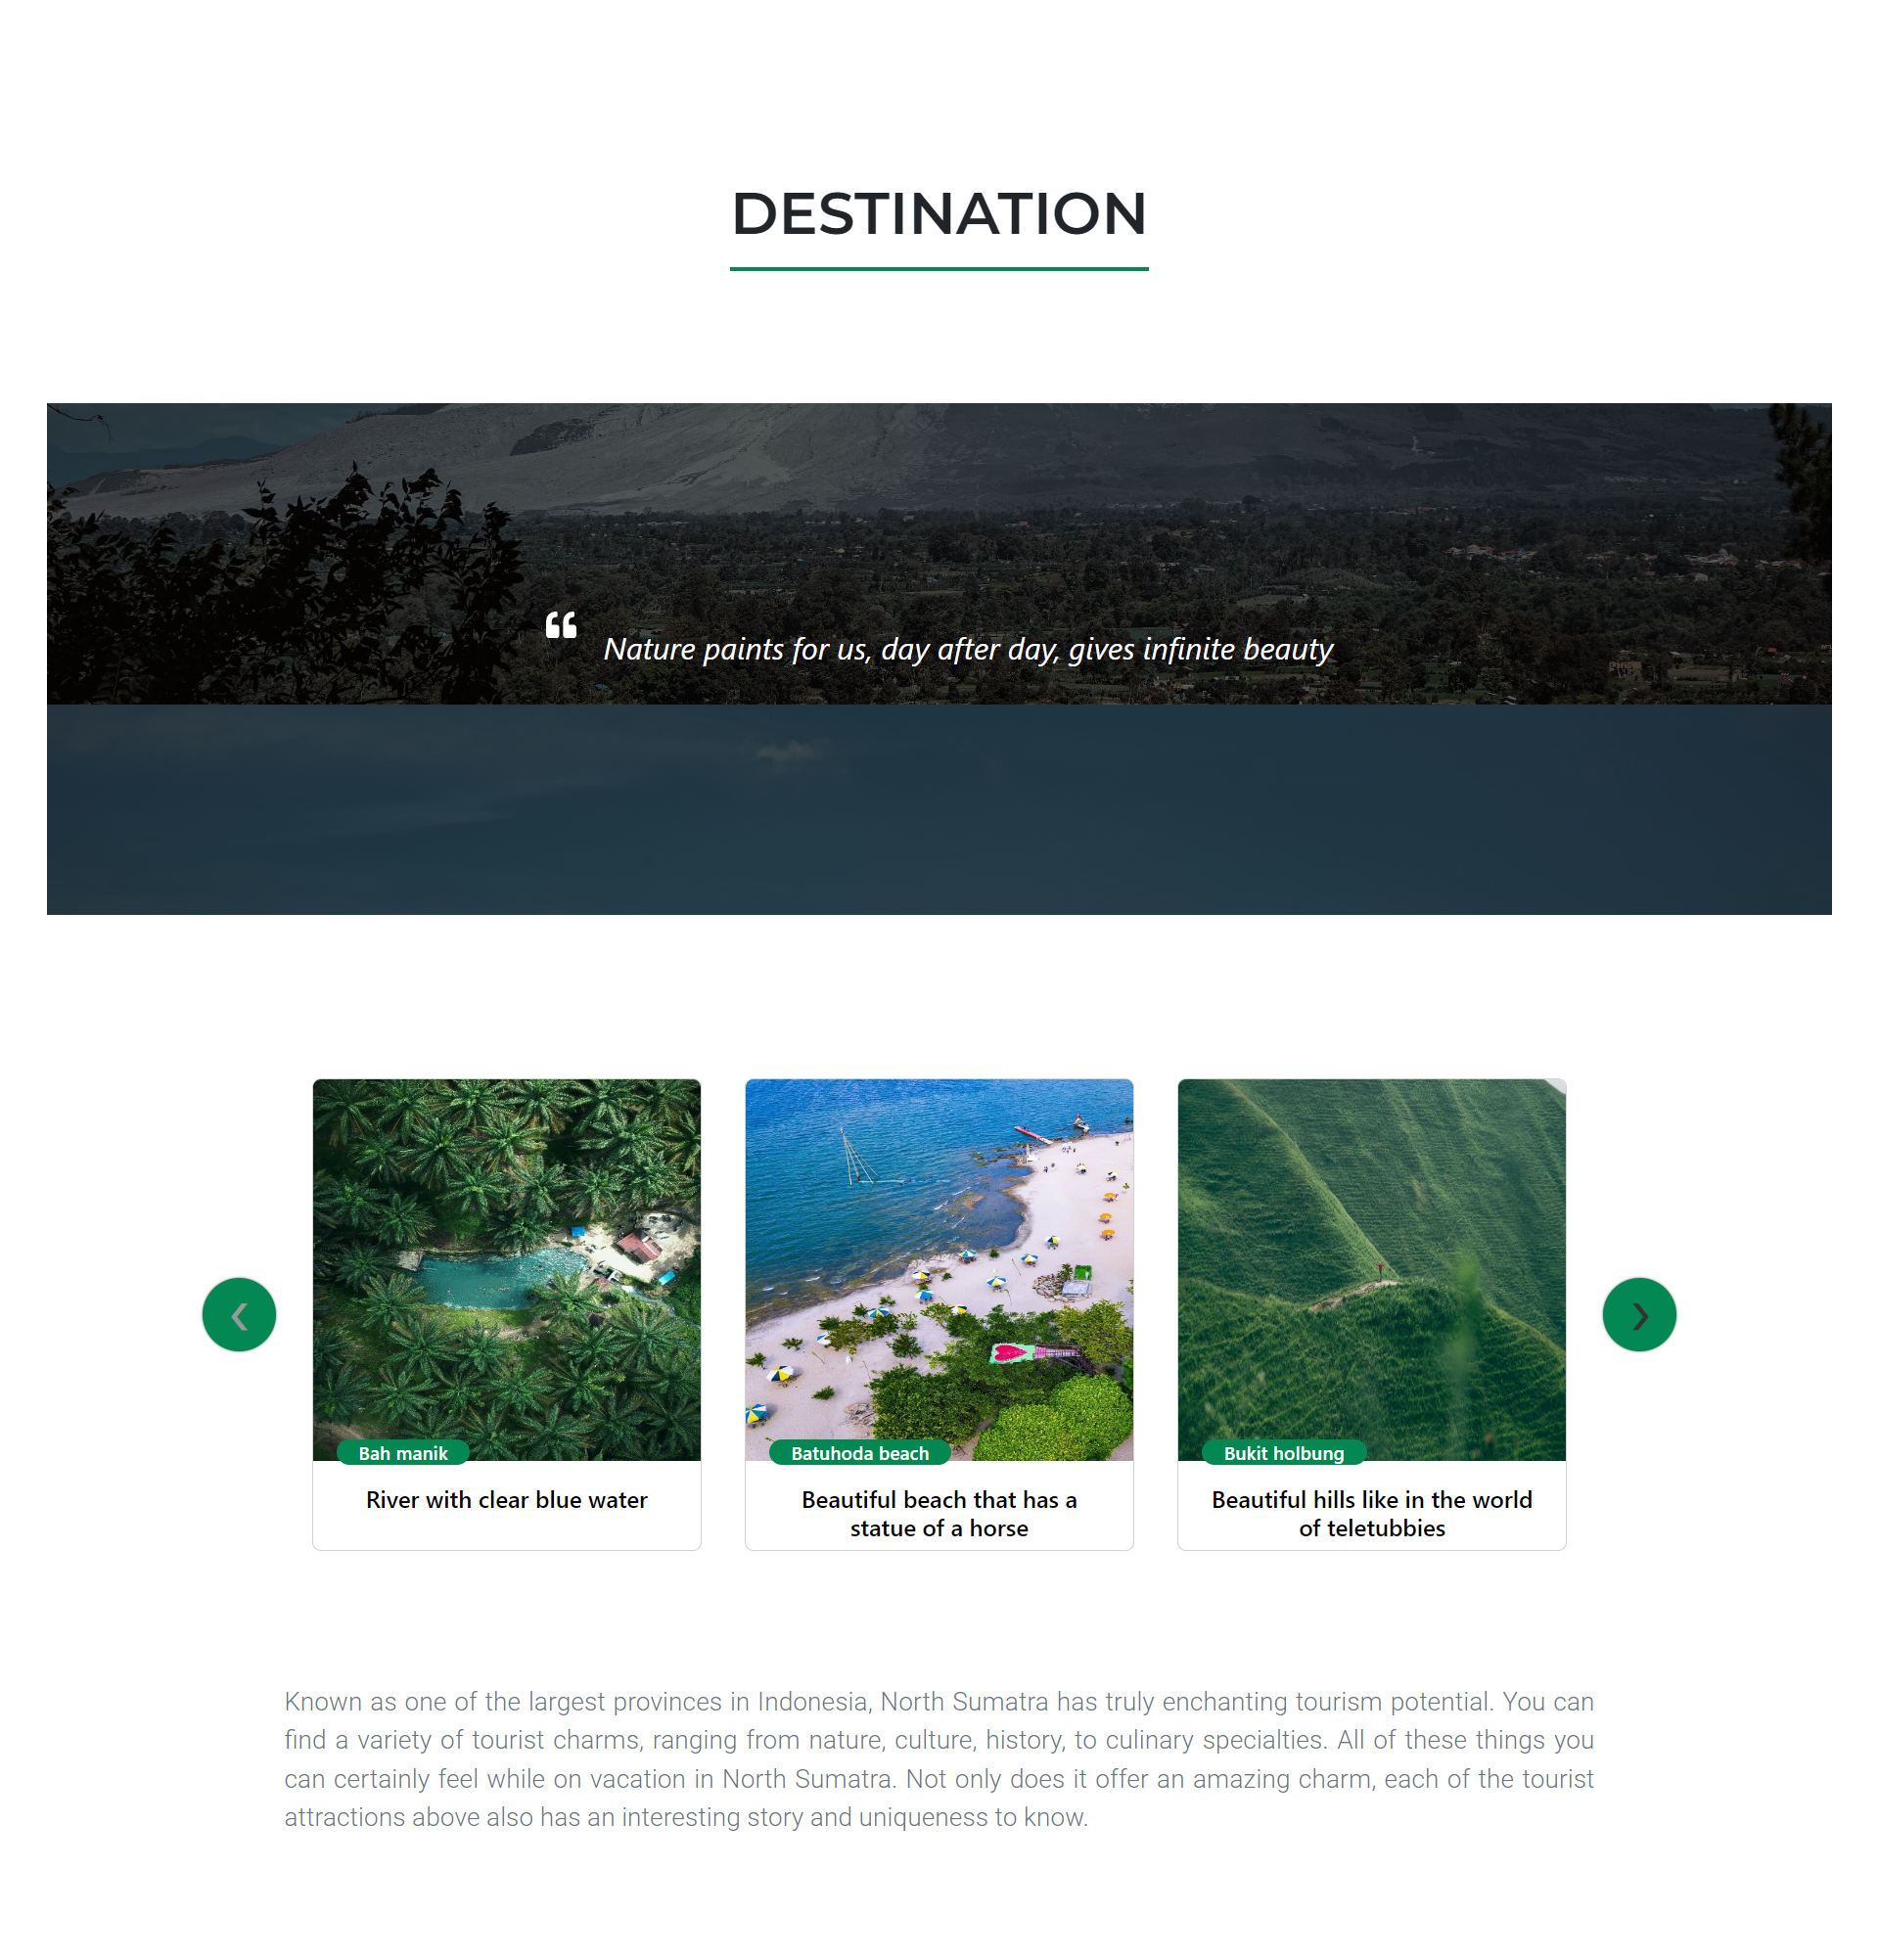 DESTINATION
“ Nature paints for us, day after day, gives infinite beauty
Bah manik
River with clear blue water
Batuhoda beach
Beautiful beach that has a
statue of a horse
Bukit holbung
Beautiful hills like in the world
of teletubbies
Known as one of the largest provinces in Indonesia, North Sumatra has truly enchanting tourism potential. You can
find a variety of tourist charms, ranging from nature, culture, history, to culinary specialties. All of these things you
can certainly feel while on vacation in North Sumatra. Not only does it offer an amazing charm, each of the tourist
attractions above also has an interesting story and uniqueness to know.